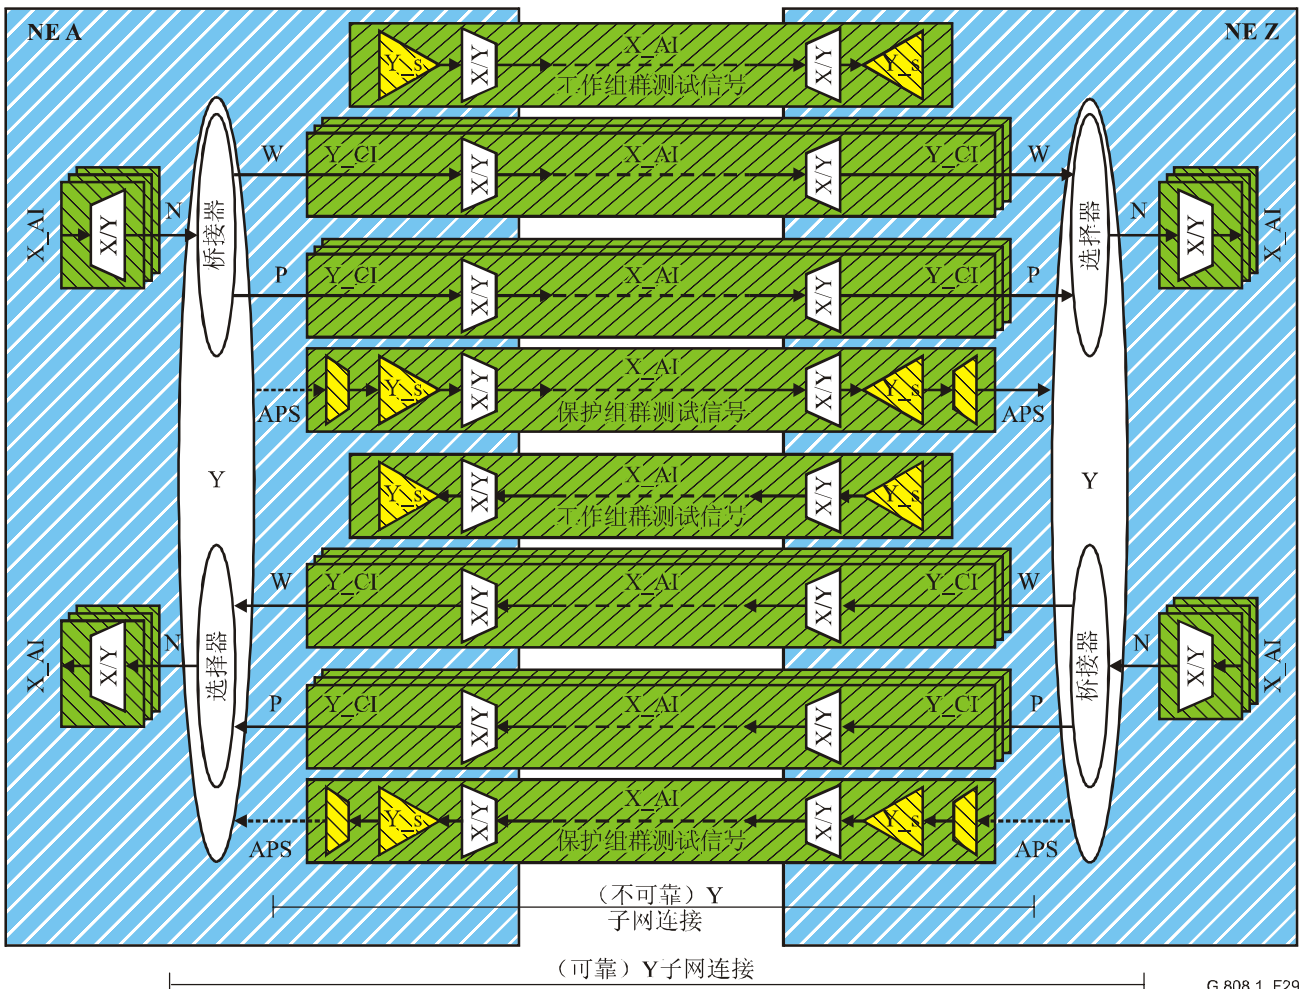 NE A
NE Z
Y_s X/Y X_AI X/Y Y_s
工作组群测试信号
W Y_CI X/Y X_AI X/Y Y_CI W
X_AI X/Y N 桥接器
选择器 N X/Y X_AI
P Y_CI X/Y X_AI X/Y Y_CI P
Y_s X/Y X_AI X/Y Y_s
APS 保护组群测试信号 APS
Y
Y
Y_s X/Y X_AI X/Y Y_s
工作组群测试信号
W Y_CI X/Y X_AI X/Y Y_CI W
X_AI X/Y N 选择器
桥接器 N X/Y X_AI
P Y_CI X/Y X_AI X/Y Y_CI P
Y_s X/Y X_AI X/Y Y_s
APS 保护组群测试信号 APS
（不可靠）Y
子网连接
（可靠）Y子网连接
G.808.1_F29